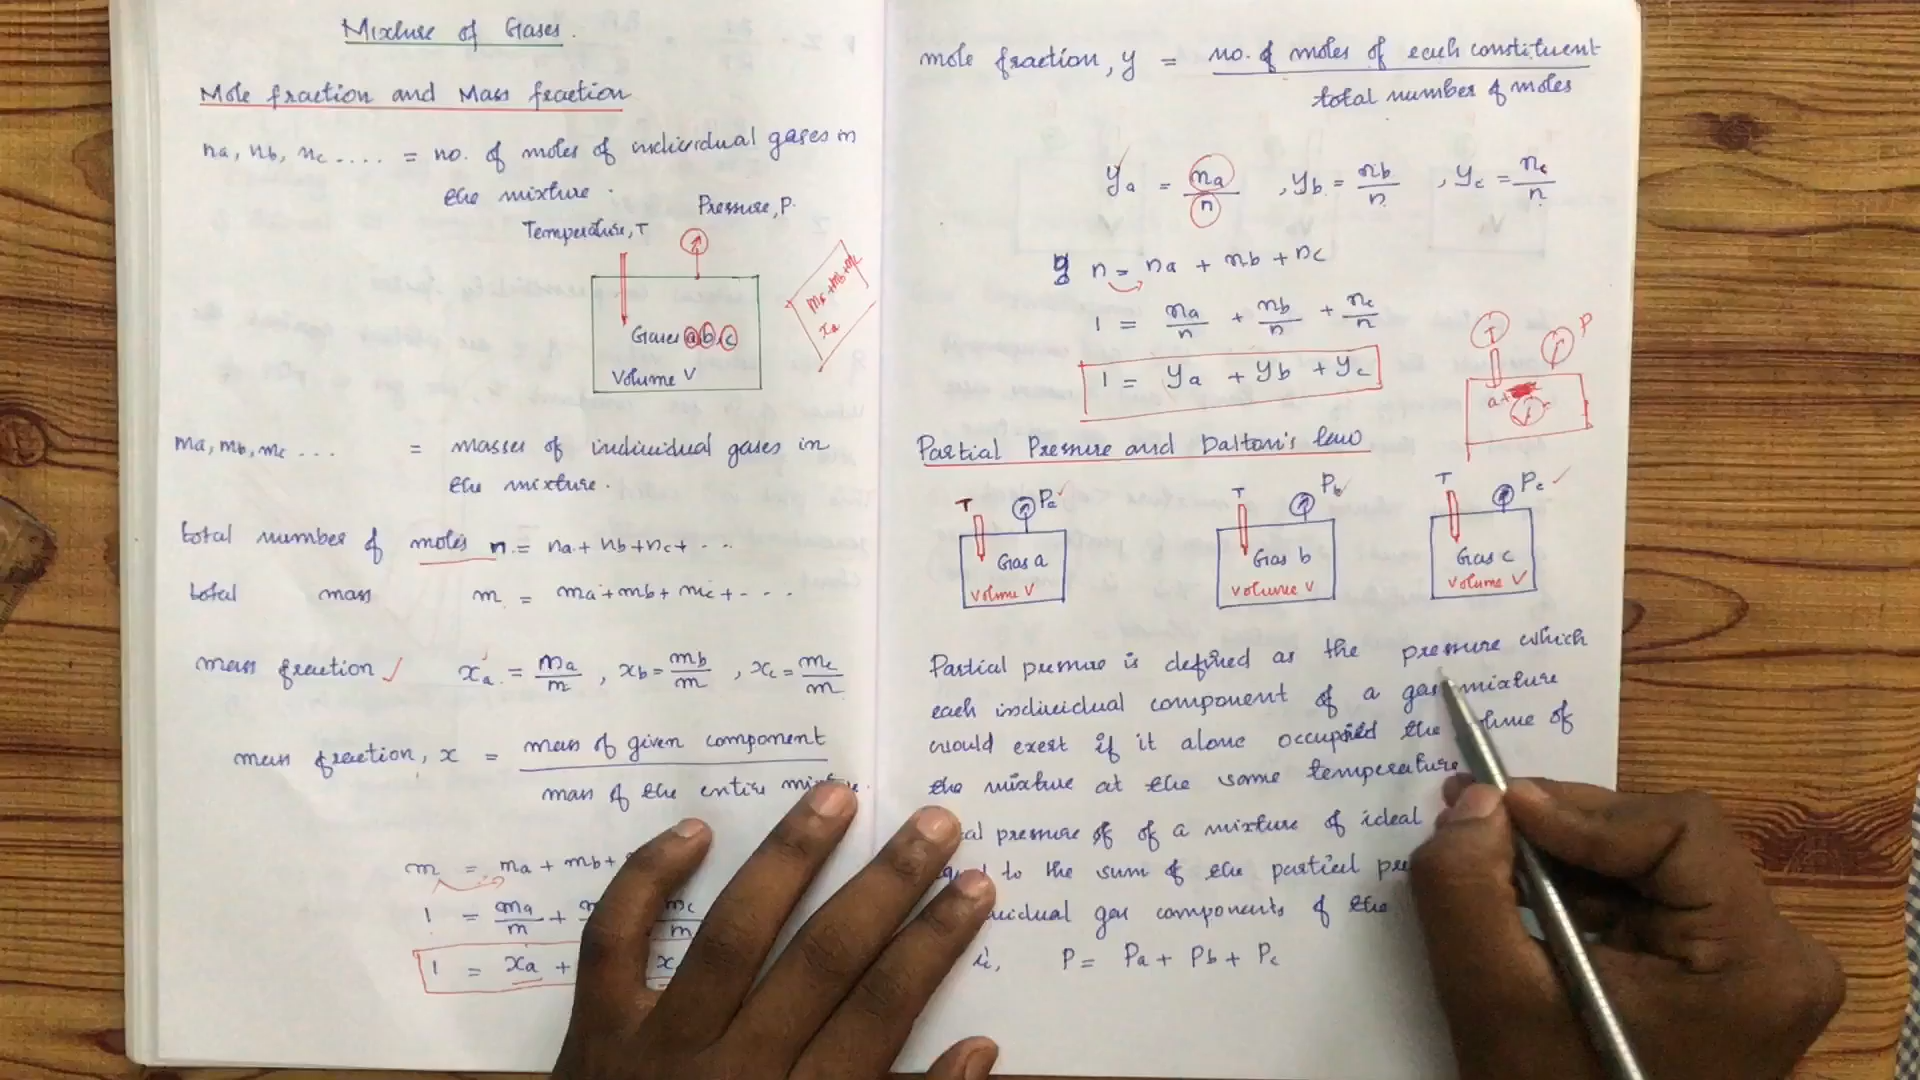 Mixture of Gases.
Mole fraction and Mass fraction
na, nb, nc .... = no. of moles of individual gases in
the mixture.
Temperature, T
Pressure, P.
Gases a b c
Volume V
ma+mb+mc
xa
ma, mb, mc ... = masses of individual gases in
the mixture.
total number of moles n = na + nb + nc + ...
total mass m = ma + mb + mc + ...
mass fraction ✓ xa = ma/m , xb = mb/m , xc = mc/m
mass fraction, x = mass of given component
mass of the entire
m = ma + mb +
1 = ma/m + mc/m
1 = xa + x
mole fraction, y = no. of moles of each constituent
total number of moles
ya = na/n , yb = nb/n , yc = nc/n
n = na + nb + nc
1 = na/n + nb/n + nc/n
1 = ya + yb + yc
T
P
a+
Partial Pressure and Dalton's law
T Pa ✓
Gas a
Volume V
T Pb ✓
Gas b
Volume V
T Pc ✓
Gas c
Volume V
Partial pressure is defined as the pressure which
each individual component of a gas mixture
would exert if it alone occupied the of
the mixture at the same temperature
pressure of of a mixture of ideal
to the sum of the partial
gas components of the
P = Pa + Pb + Pc